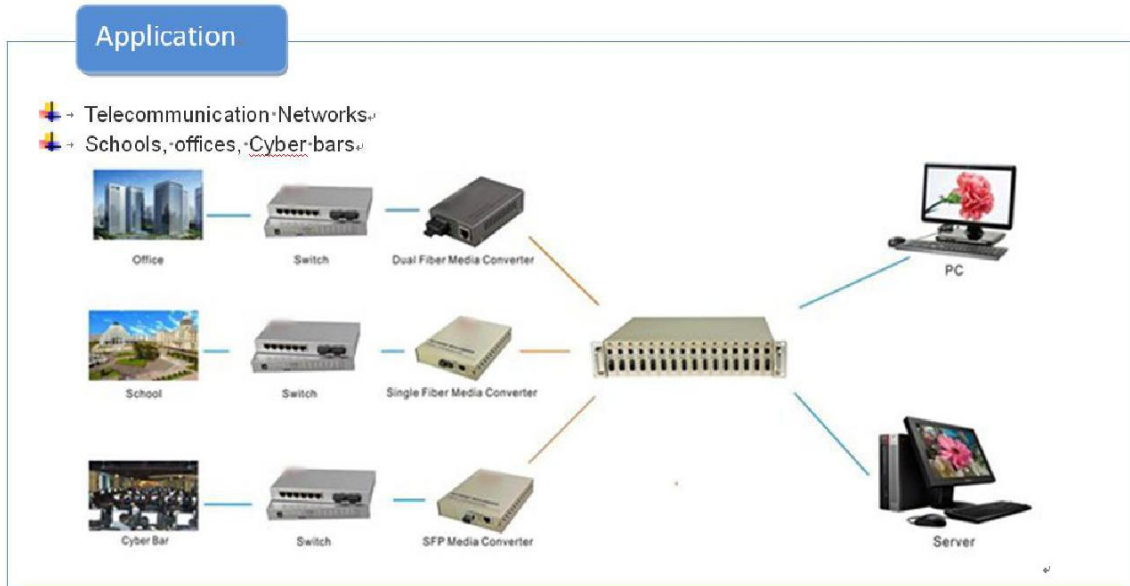 Application
Telecommunication Networks
Schools, offices, Cyber bars
Office
Switch
Dual Fiber Media Converter
PC
School
Switch
Single Fiber Media Converter
Cyber Bar
Switch
SFP Media Converter
Server